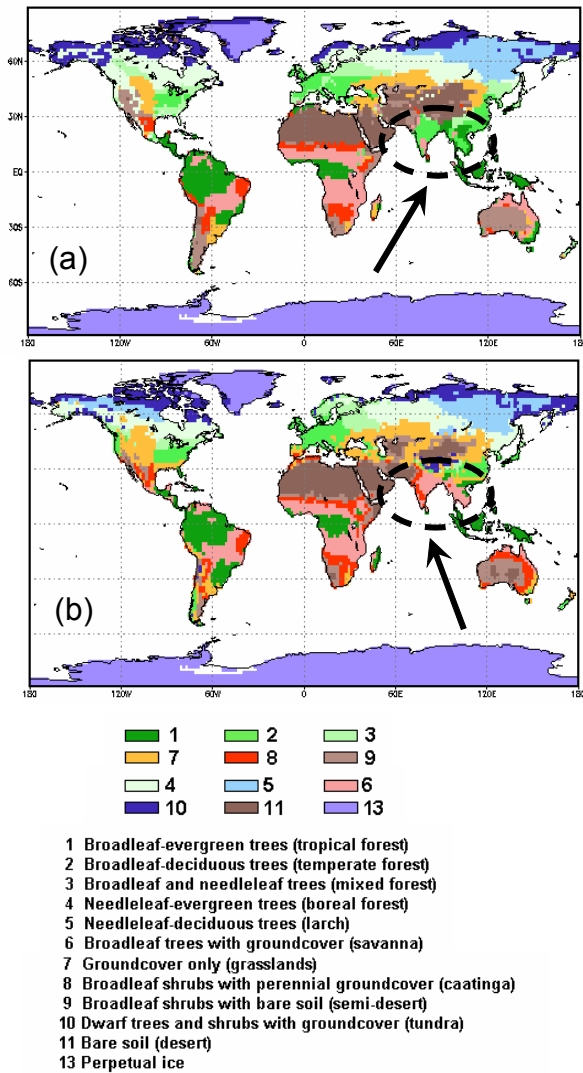 60N
30N
EQ
30S
60S
(a)
180
120W
60W
0
60E
120E
180
(b)
180
120W
60W
0
60E
120E
180
1 2 3
7 8 9
4 5 6
10 11 13
1 Broadleaf-evergreen trees (tropical forest)
2 Broadleaf-deciduous trees (temperate forest)
3 Broadleaf and needleleaf trees (mixed forest)
4 Needleleaf-evergreen trees (boreal forest)
5 Needleleaf-deciduous trees (larch)
6 Broadleaf trees with groundcover (savanna)
7 Groundcover only (grasslands)
8 Broadleaf shrubs with perennial groundcover (caatinga)
9 Broadleaf shrubs with bare soil (semi-desert)
10 Dwarf trees and shrubs with groundcover (tundra)
11 Bare soil (desert)
13 Perpetual ice